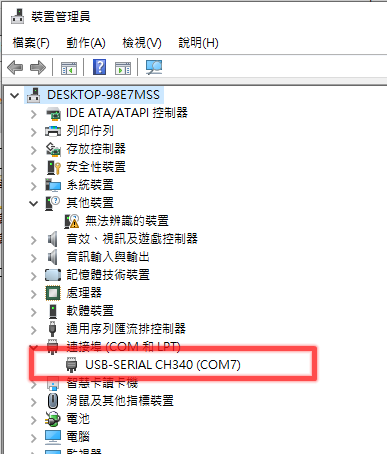 裝置管理員
檔案(F) 動作(A) 檢視(V) 說明(H)
DESKTOP-98E7MSS
IDE ATA/ATAPI 控制器
列印佇列
存放控制器
安全性裝置
系統裝置
其他裝置
無法辨識的裝置
音效、視訊及遊戲控制器
音訊輸入與輸出
記憶體技術裝置
處理器
軟體裝置
通用序列匯流排控制器
連接埠 (COM 和 LPT)
USB-SERIAL CH340 (COM7)
智慧卡讀卡機
滑鼠及其他指標裝置
電池
電腦
監視器